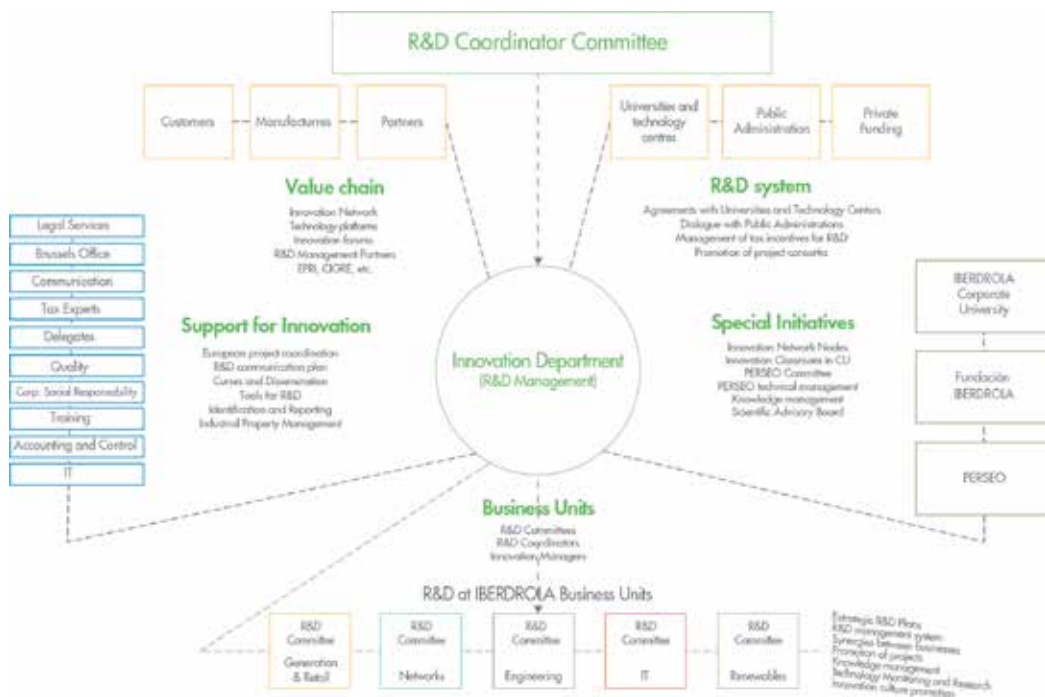 R&D Coordinator Committee
Customers
Manufactures
Partners
Universities and
technology
centres
Public
Administration
Private
Funding
Value chain
Innovation Network
Technology platforms
Innovation forums
R&D Management Partners
EPRI, CIGRE, etc.
R&D system
Agreements with Universities and Technology Centers
Dialogue with Public Administrations
Management of tax incentives for R&D
Promotion of project consortia
Legal Services
Brussels Office
Communication
Tax Experts
Delegates
Quality
Corp. Social Responsability
Training
Accounting and Control
IT
Support for Innovation
European project coordination
R&D communication plan
Curses and Dissemination
Tools for R&D
Identification and Reporting
Industrial Property Management
Innovation Department
(R&D Management)
Special Initiatives
Innovation Network Nodes
Innovation Classroom in CU
PERSEO Committee
PERSEO technical management
Knowledge management
Scientific Advisory Board
IBERDROLA
Corporate
University
Fundación
IBERDROLA
PERSEO
Business Units
R&D Committees
R&D Coordinators
Innovation Managers
R&D at IBERDROLA Business Units
R&D
Committee
Generation
& Retail
R&D
Committee
Networks
R&D
Committee
Engineering
R&D
Committee
IT
R&D
Committee
Renewables
Estrategic R&D Plans
R&D management system
Synergies between businesses
Promotion of projects
Knowledge management
Technology Monitoring and Research
Innovation culture promotion